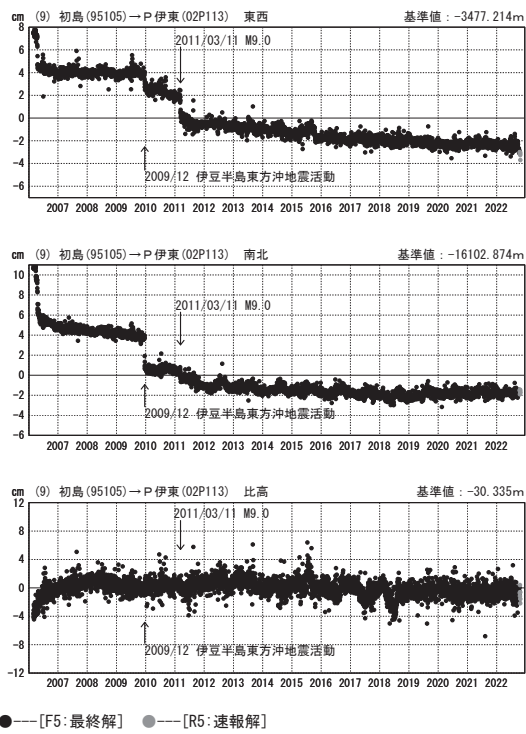 cm (9) 初島(95105)→P伊東(02P113) 東西 基準値:-3477.214m
8
6
4
2
0
-2
-4
-6
2011/03/11 M9.0
2009/12 伊豆半島東方沖地震活動
2007 2008 2009 2010 2011 2012 2013 2014 2015 2016 2017 2018 2019 2020 2021 2022
cm (9) 初島(95105)→P伊東(02P113) 南北 基準値:-16102.874m
10
8
6
4
2
0
-2
-4
-6
2011/03/11 M9.0
2009/12 伊豆半島東方沖地震活動
2007 2008 2009 2010 2011 2012 2013 2014 2015 2016 2017 2018 2019 2020 2021 2022
cm (9) 初島(95105)→P伊東(02P113) 比高 基準値:-30.335m
12
8
4
0
-4
-8
-12
2011/03/11 M9.0
2009/12 伊豆半島東方沖地震活動
2007 2008 2009 2010 2011 2012 2013 2014 2015 2016 2017 2018 2019 2020 2021 2022
●---[F5:最終解] ●---[R5:速報解]